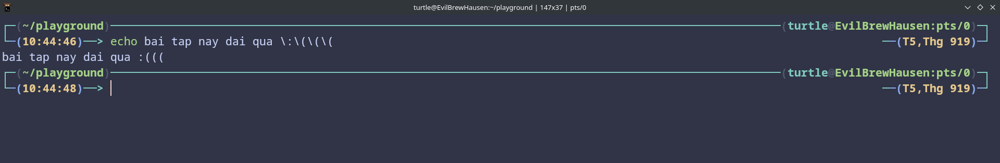 turtle@EvilBrewHausen:~/playground | 147x37 | pts/0
(~/playground) (turtle@EvilBrewHausen:pts/0)
(10:44:46)—> echo bai tap nay dai qua \:\(\(\( —(T5,Thg 919)
bai tap nay dai qua :(((
(~/playground) (turtle@EvilBrewHausen:pts/0)
(10:44:48)—> —(T5,Thg 919)